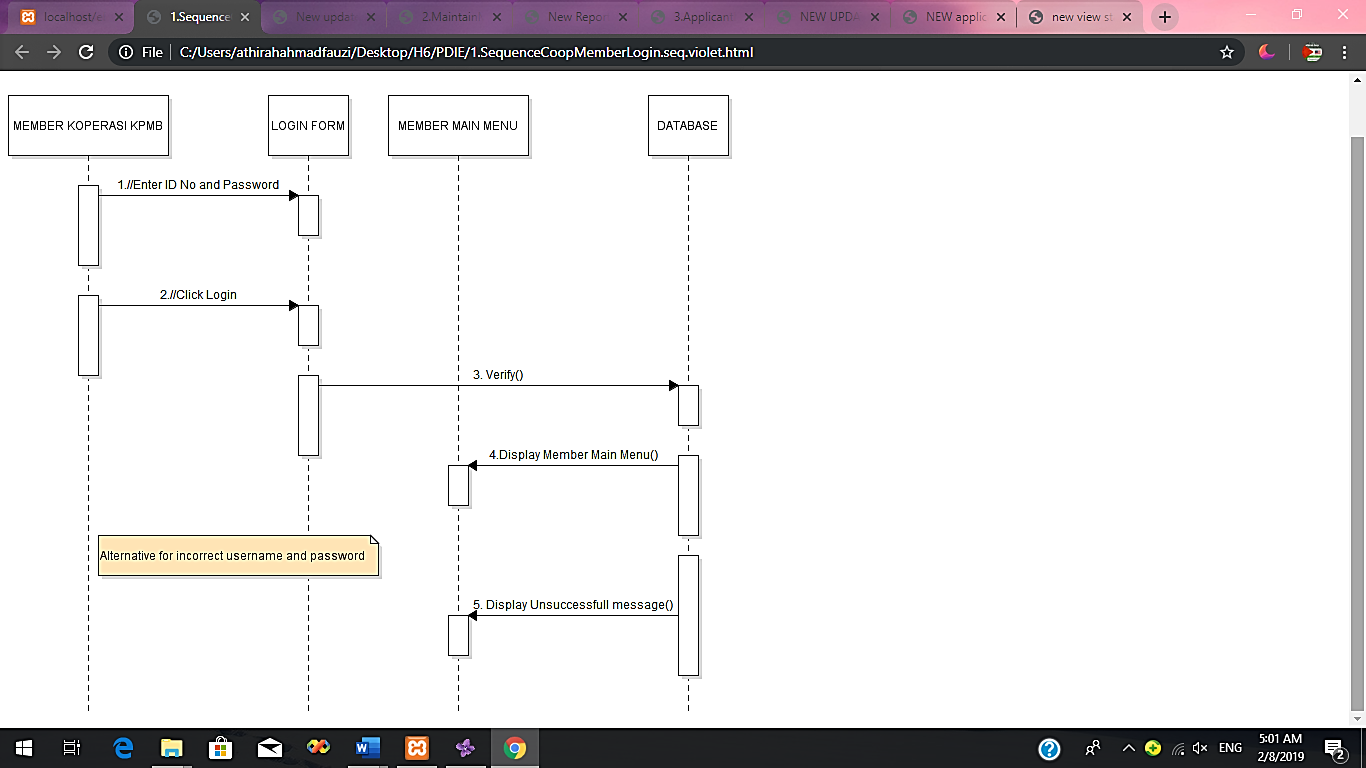 localhost/e
1.Sequence
New updat
2.Maintain
New Repor
3.Applicant
NEW UPDA
NEW applic
new view st
File
C:/Users/athirahahmadfauzi/Desktop/H6/PDIE/1.SequenceCoopMemberLogin.seq.violet.html
MEMBER KOPERASI KPMB
LOGIN FORM
MEMBER MAIN MENU
DATABASE
1.//Enter ID No and Password
2.//Click Login
3. Verify()
4.Display Member Main Menu()
Alternative for incorrect username and password
5. Display Unsuccessfull message()
ENG
5:01 AM
2/8/2019
2